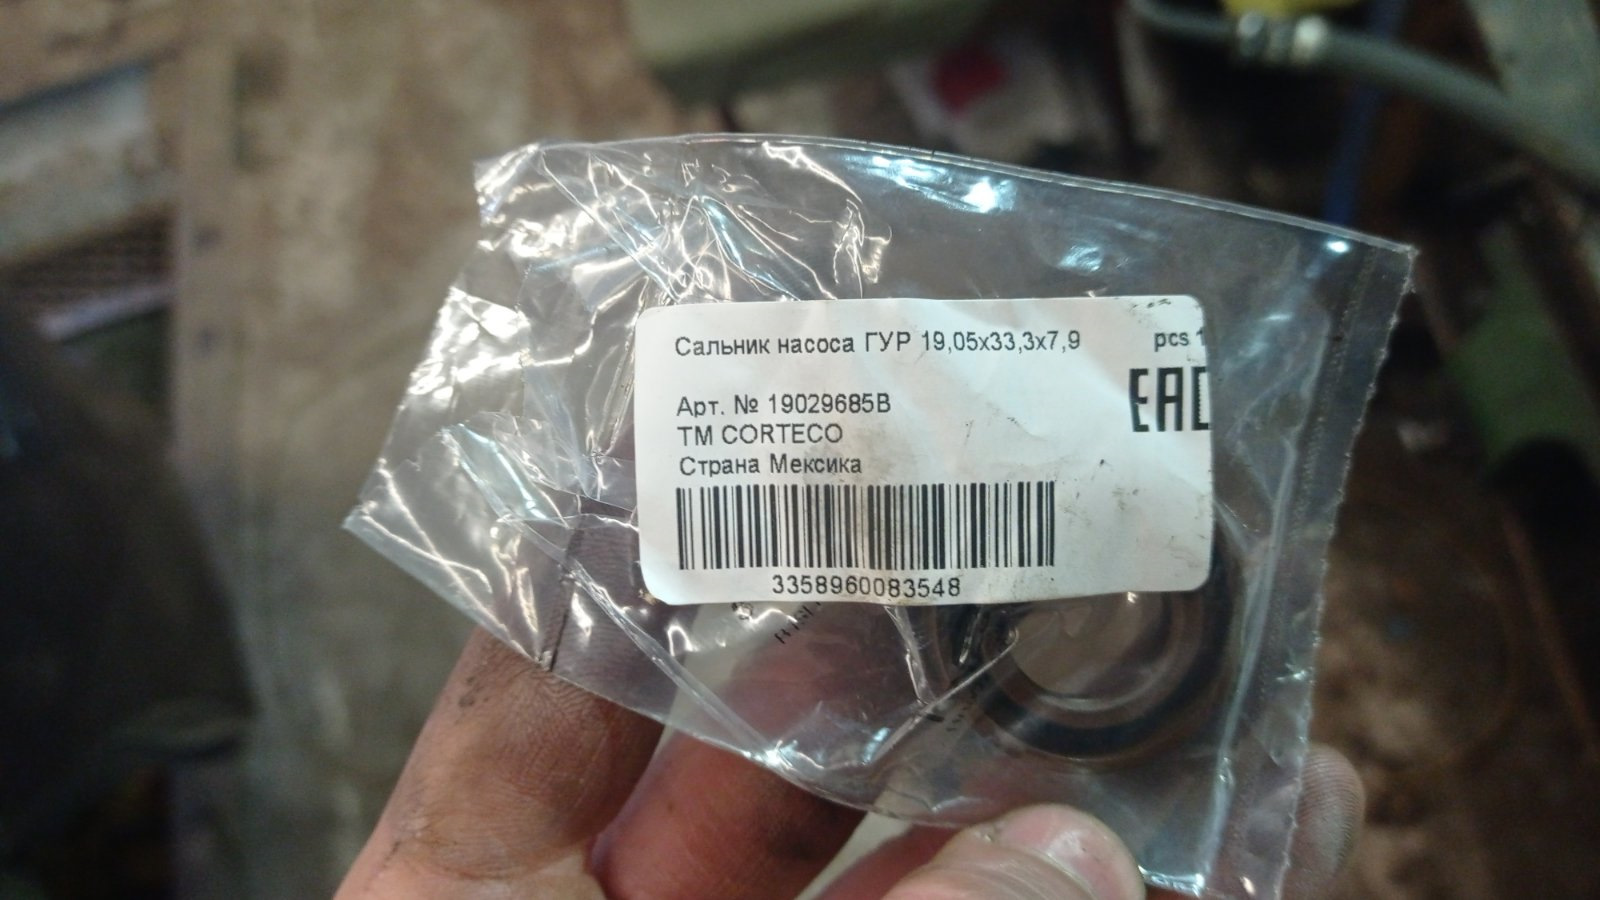 Сальник насоса ГУР 19,05x33,3x7,9 pcs 1
EAC
Арт. № 19029685B
TM CORTECO
Страна Мексика
3358960083548